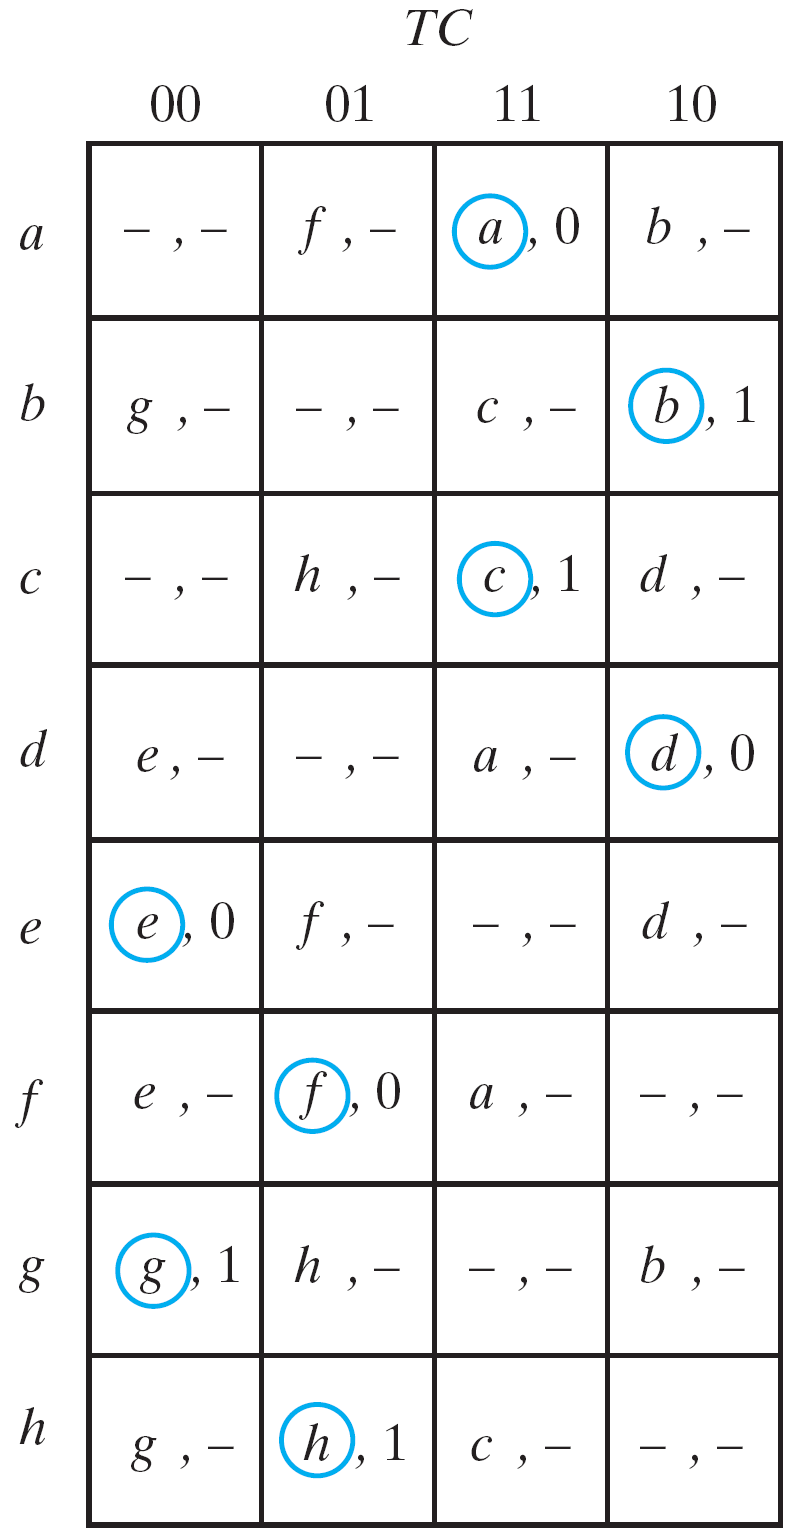 TC
00 01 11 10
a – , – f , – a , 0 b , –
b g , – – , – c , – b , 1
c – , – h , – c , 1 d , –
d e , – – , – a , – d , 0
e e , 0 f , – – , – d , –
f e , – f , 0 a , – – , –
g g , 1 h , – – , – b , –
h g , – h , 1 c , – – , –